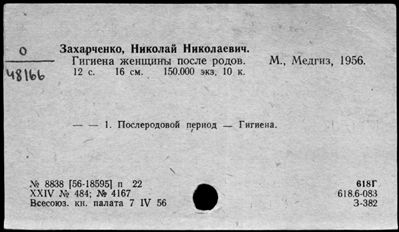 О
48166
Захарченко, Николай Николаевич.
Гигиена женщины после родов. М., Медгиз, 1956.
12 с. 16 см. 150.000 экз. 10 к.
— — 1. Послеродовой период — Гигиена.
№ 8838 [56-18595] п 22 618Г
XXIV № 484; № 4167 618.6-083
Всесоюз. кн. палата 7 IV 56 З-382